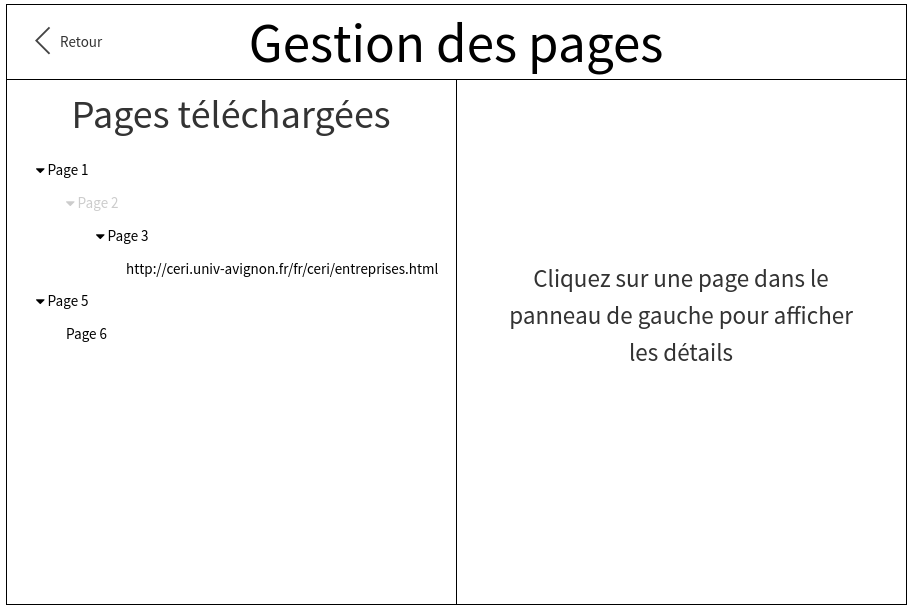 Retour
Gestion des pages
Pages téléchargées
Page 1
Page 2
Page 3
http://ceri.univ-avignon.fr/fr/ceri/entreprises.html
Page 5
Page 6
Cliquez sur une page dans le
panneau de gauche pour afficher
les détails